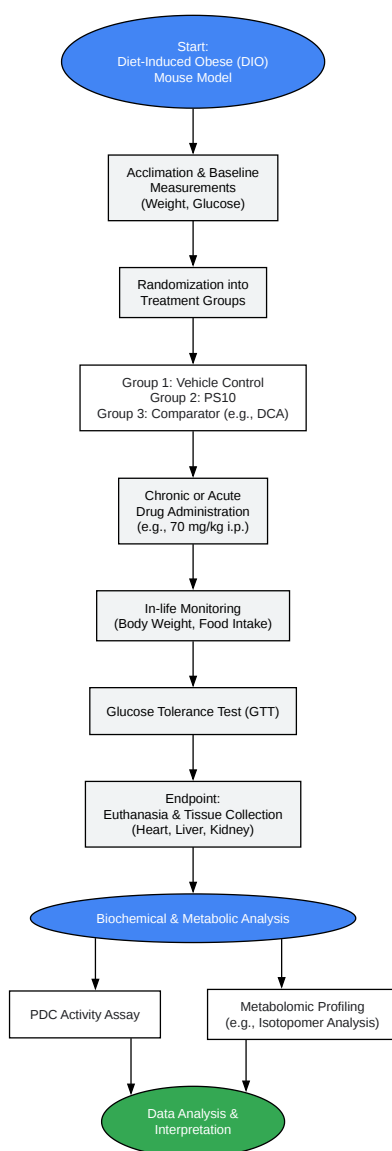 Start:
Diet-Induced Obese (DIO)
Mouse Model
Acclimation & Baseline
Measurements
(Weight, Glucose)
Randomization into
Treatment Groups
Group 1: Vehicle Control
Group 2: PS10
Group 3: Comparator (e.g., DCA)
Chronic or Acute
Drug Administration
(e.g., 70 mg/kg i.p.)
In-life Monitoring
(Body Weight, Food Intake)
Glucose Tolerance Test (GTT)
Endpoint:
Euthanasia & Tissue Collection
(Heart, Liver, Kidney)
Biochemical & Metabolic Analysis
PDC Activity Assay
Metabolomic Profiling
(e.g., Isotopomer Analysis)
Data Analysis &
Interpretation